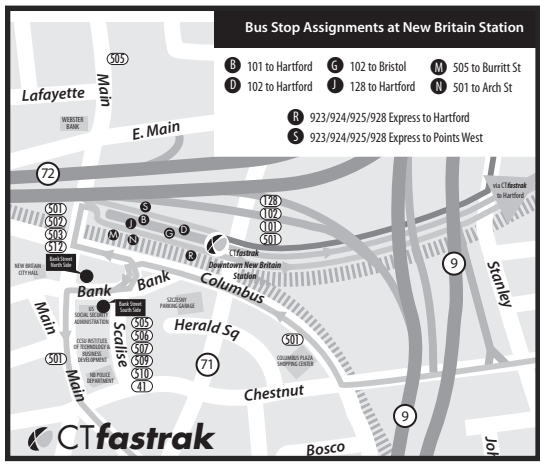 Bus Stop Assignments at New Britain Station
B 101 to Hartford
G 102 to Bristol
M 505 to Burritt St
D 102 to Hartford
J 128 to Hartford
N 501 to Arch St
R 923/924/925/928 Express to Hartford
S 923/924/925/928 Express to Points West
505
Main
Lafayette
WEBSTER
BANK
E. Main
72
via CTfastrak
to Hartford
501
502
503
512
S
B
J
M
N
G
D
R
128
102
101
501
CTfastrak
Downtown New Britain
Station
9
Stanley
Bank Street
North Side
NEW BRITAIN
CITY HALL
Bank
Columbus
Bank
Main
Bank Street
South Side
US
SOCIAL SECURITY
ADMINISTRATION
SZCZESNY
PARKING GARAGE
Scalise
505
506
507
509
510
41
Herald Sq
501
COLUMBUS PLAZA
SHOPPING CENTER
CCSU INSTITUTE
OF TECHNOLOGY &
BUSINESS
DEVELOPMENT
501
Main
NB POLICE
DEPARTMENT
71
Chestnut
9
CTfastrak
Bosco
Joh